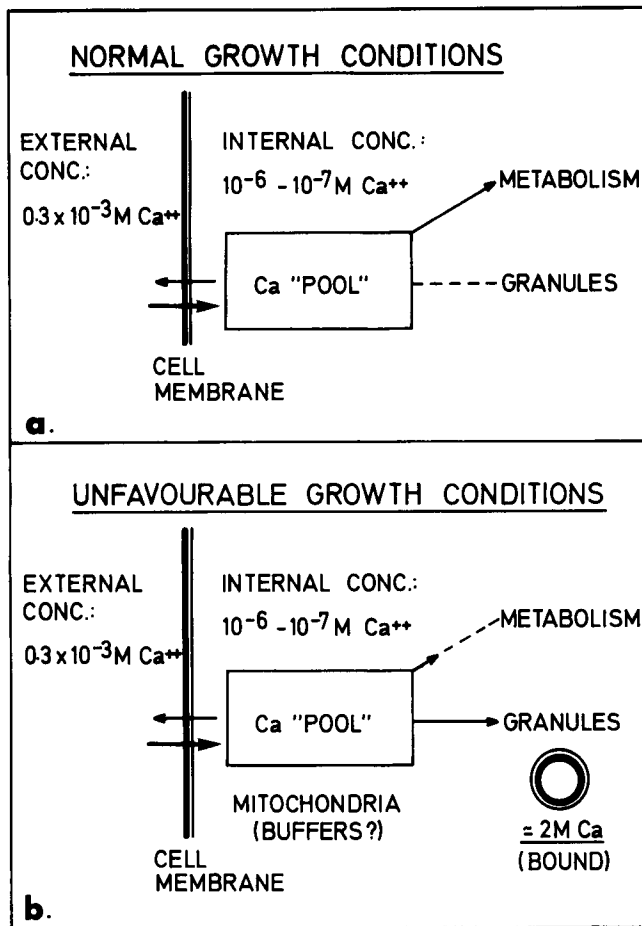 NORMAL GROWTH CONDITIONS
EXTERNAL
CONC.:
0.3 x 10⁻³M Ca⁺⁺
INTERNAL CONC.:
10⁻⁶ - 10⁻⁷M Ca⁺⁺
METABOLISM
Ca "POOL"
GRANULES
CELL
MEMBRANE
a.
UNFAVOURABLE GROWTH CONDITIONS
EXTERNAL
CONC.:
0.3 x 10⁻³M Ca⁺⁺
INTERNAL CONC.:
10⁻⁶ - 10⁻⁷M Ca⁺⁺
METABOLISM
Ca "POOL"
GRANULES
MITOCHONDRIA
(BUFFERS?)
= 2M Ca
(BOUND)
CELL
MEMBRANE
b.